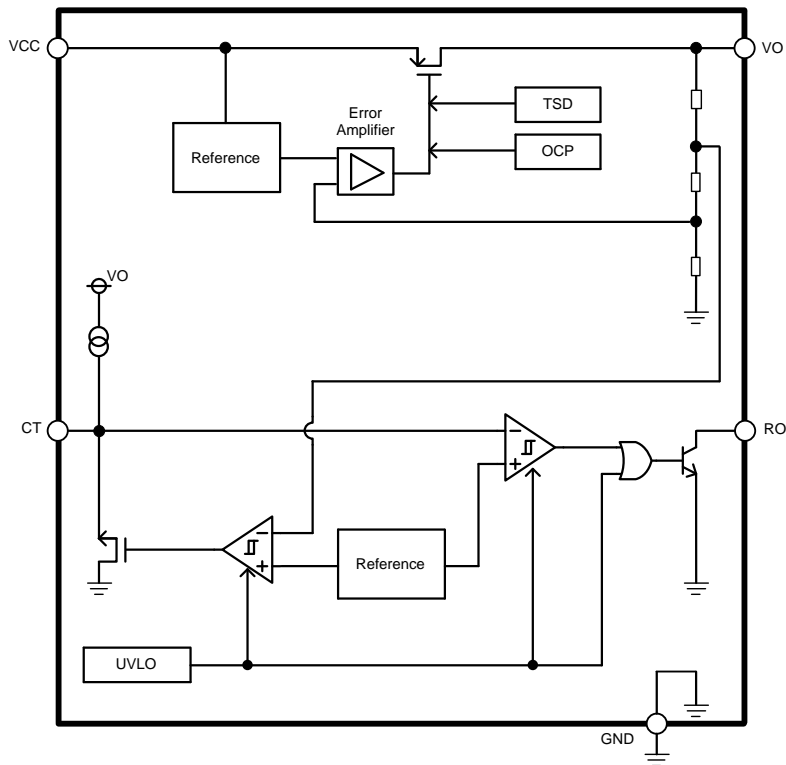 VCC
VO
Error
Amplifier
TSD
Reference
OCP
VO
CT
RO
−
+
−
+
Reference
UVLO
GND